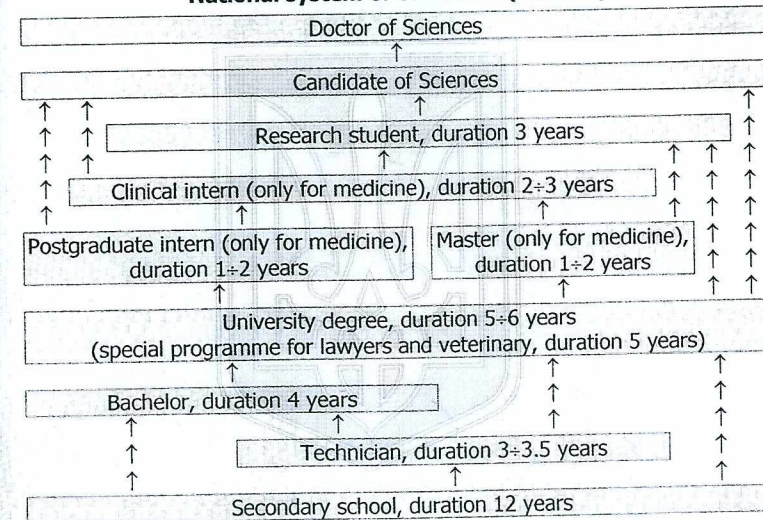 National System of
Doctor of Sciences
Candidate of Sciences
Research student, duration 3 years
Clinical intern (only for medicine), duration 2÷3 years
Postgraduate intern (only for medicine),
duration 1÷2 years
Master (only for medicine),
duration 1÷2 years
University degree, duration 5÷6 years
(special programme for lawyers and veterinary, duration 5 years)
Bachelor, duration 4 years
Technician, duration 3÷3.5 years
Secondary school, duration 12 years